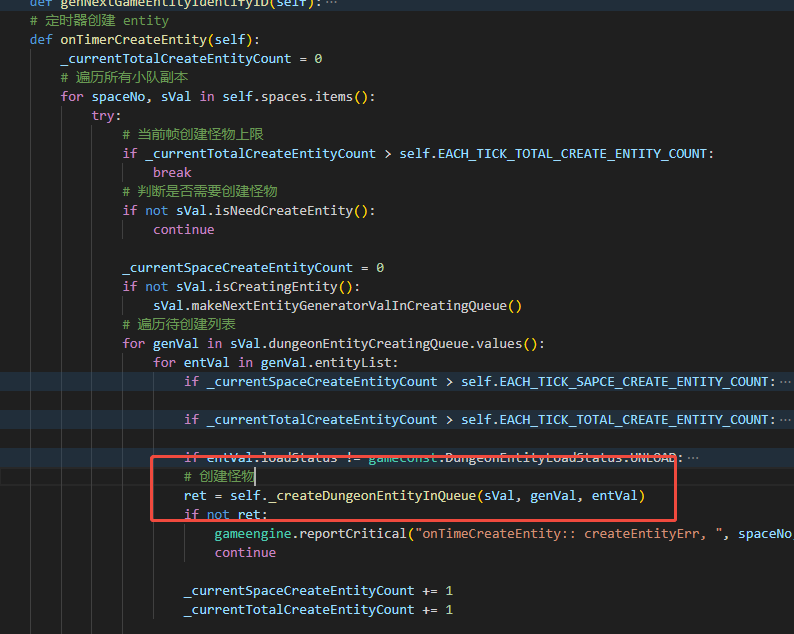 def genNextGameEntityIdentifyID(self):···
# 定时器创建 entity
def onTimerCreateEntity(self):
_currentTotalCreateEntityCount = 0
# 遍历所有小队副本
for spaceNo, sVal in self.spaces.items():
try:
# 当前帧创建怪物上限
if _currentTotalCreateEntityCount > self.EACH_TICK_TOTAL_CREATE_ENTITY_COUNT:
break
# 判断是否需要创建怪物
if not sVal.isNeedCreateEntity():
continue
_currentSpaceCreateEntityCount = 0
if not sVal.isCreatingEntity():
sVal.makeNextEntityGeneratorValInCreatingQueue()
# 遍历待创建列表
for genVal in sVal.dungeonEntityCreatingQueue.values():
for entVal in genVal.entityList:
if _currentSpaceCreateEntityCount > self.EACH_TICK_SAPCE_CREATE_ENTITY_COUNT:···
if _currentTotalCreateEntityCount > self.EACH_TICK_TOTAL_CREATE_ENTITY_COUNT:···
if entVal.loadStatus != gameconst.DungeonEntityLoadStatus.UNLOAD:···
# 创建怪物
ret = self._createDungeonEntityInQueue(sVal, genVal, entVal)
if not ret:
gameengine.reportCritical("onTimeCreateEntity:: createEntityErr, ", spaceNo
continue
_currentSpaceCreateEntityCount += 1
_currentTotalCreateEntityCount += 1